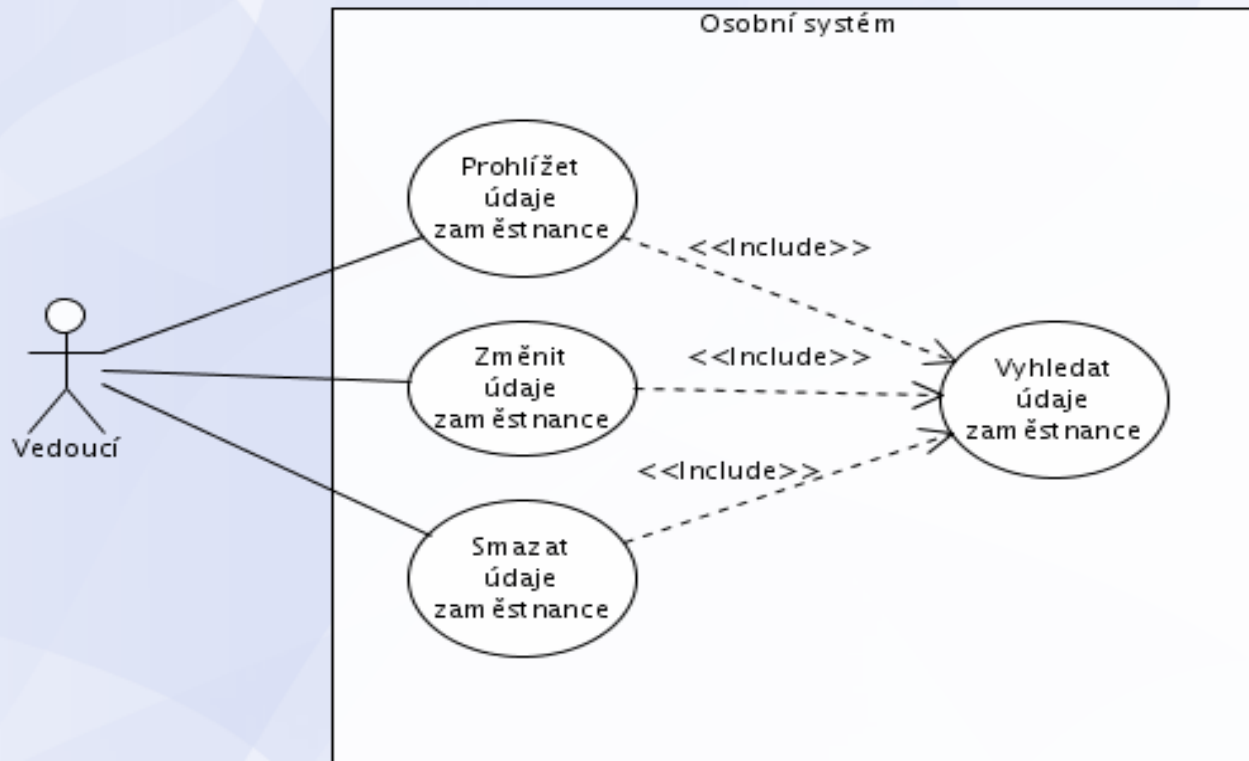 Osobní systém
Prohlížet
údaje
zaměstnance
<<Include>>
Změnit
údaje
zaměstnance
<<Include>>
Vyhledat
údaje
zaměstnance
Vedoucí
<<Include>>
Smazat
údaje
zaměstnance